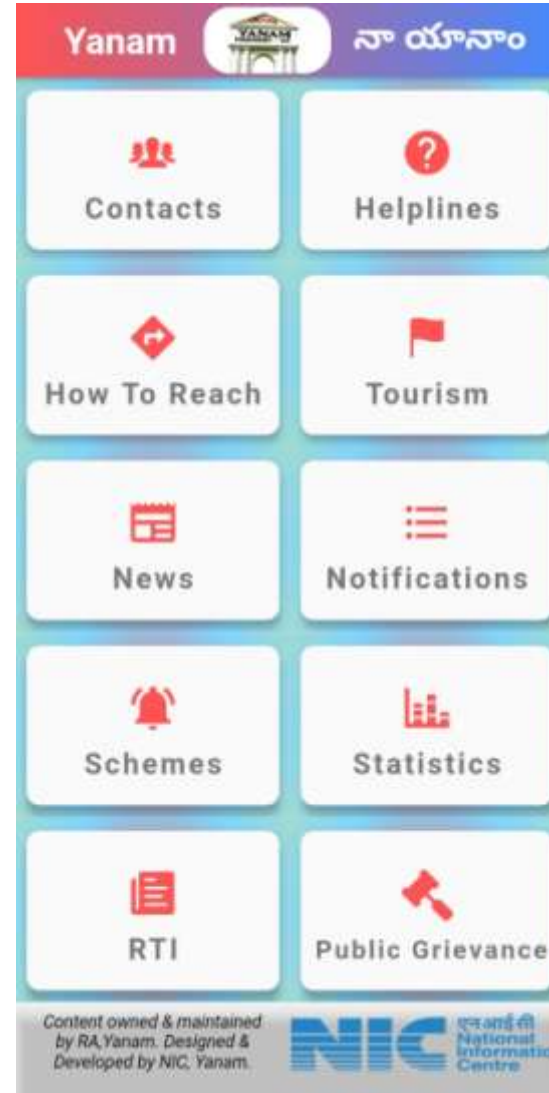 Yanam
YANAM
నా యానాం
Contacts
Helplines
How To Reach
Tourism
News
Notifications
Schemes
Statistics
RTI
Public Grievance
Content owned & maintained
by RA,Yanam. Designed &
Developed by NIC, Yanam.
NIC
एन आई सी
National
Informatic
Centre